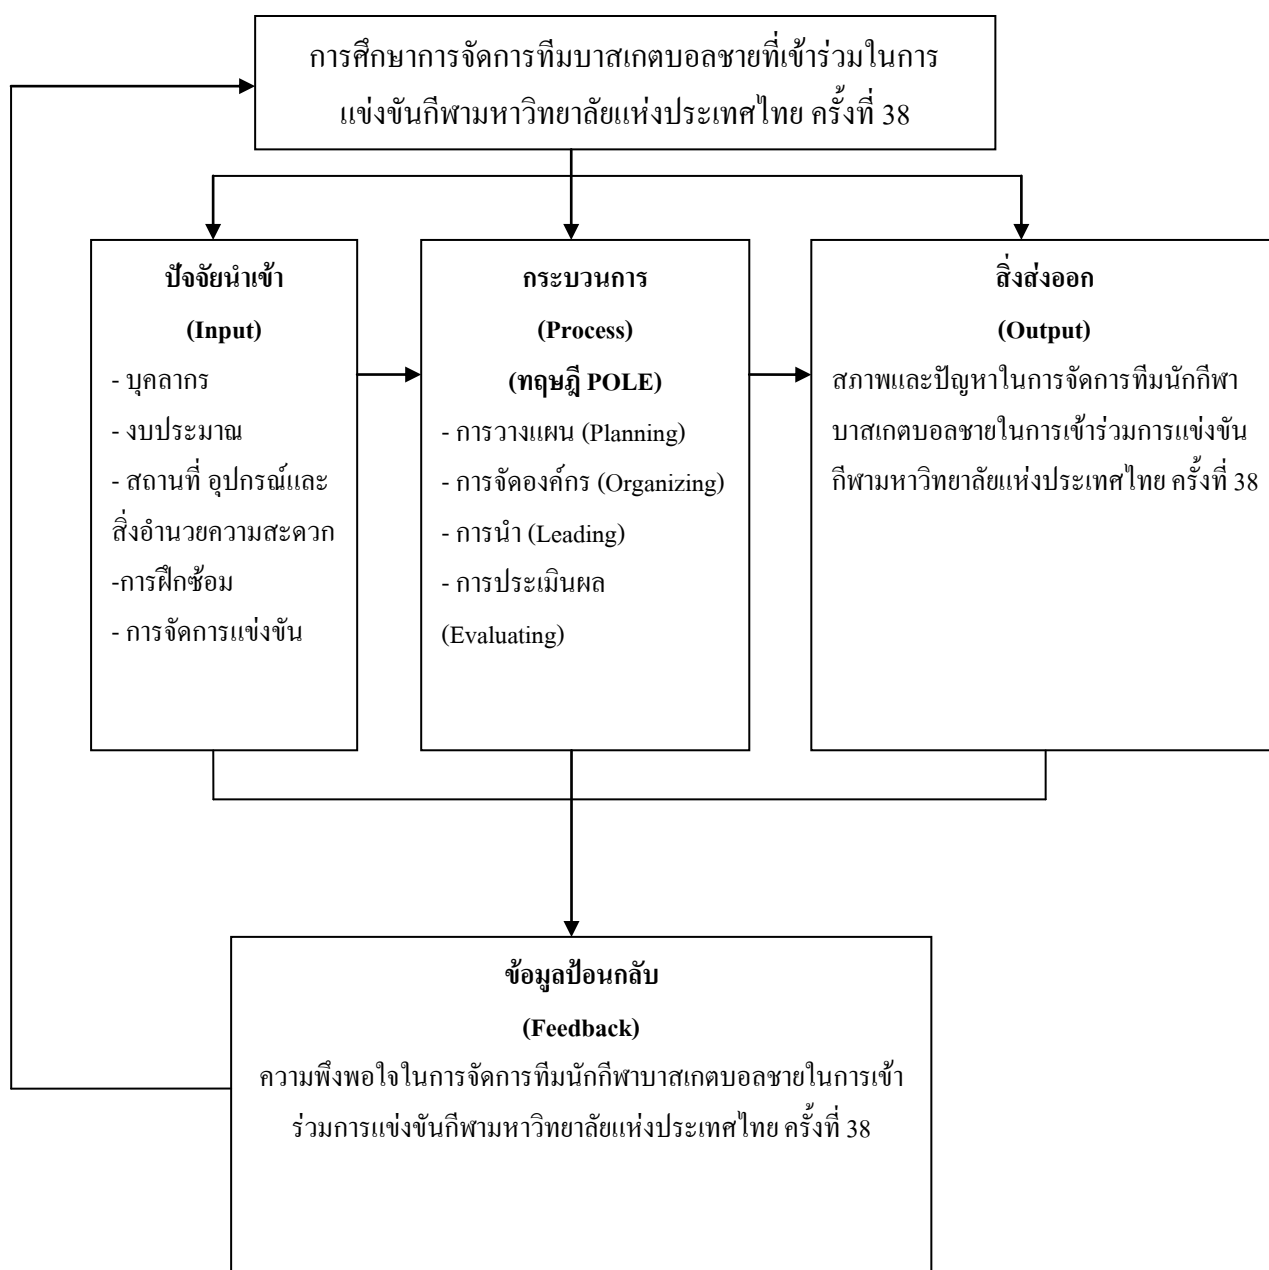 การศึกษาการจัดการทีมบาสเกตบอลชายที่เข้าร่วมในการ
แข่งขันกีฬามหาวิทยาลัยแห่งประเทศไทย ครั้งที่ 38
ปัจจัยนำเข้า
(Input)
- บุคลากร
- งบประมาณ
- สถานที่ อุปกรณ์และ
สิ่งอำนวยความสะดวก
-การฝึกซ้อม
- การจัดการแข่งขัน
กระบวนการ
(Process)
(ทฤษฎี POLE)
- การวางแผน (Planning)
- การจัดองค์กร (Organizing)
- การนำ (Leading)
- การประเมินผล
(Evaluating)
สิ่งส่งออก
(Output)
สภาพและปัญหาในการจัดการทีมนักกีฬา
บาสเกตบอลชายในการเข้าร่วมการแข่งขัน
กีฬามหาวิทยาลัยแห่งประเทศไทย ครั้งที่ 38
ข้อมูลป้อนกลับ
(Feedback)
ความพึงพอใจในการจัดการทีมนักกีฬาบาสเกตบอลชายในการเข้า
ร่วมการแข่งขันกีฬามหาวิทยาลัยแห่งประเทศไทย ครั้งที่ 38